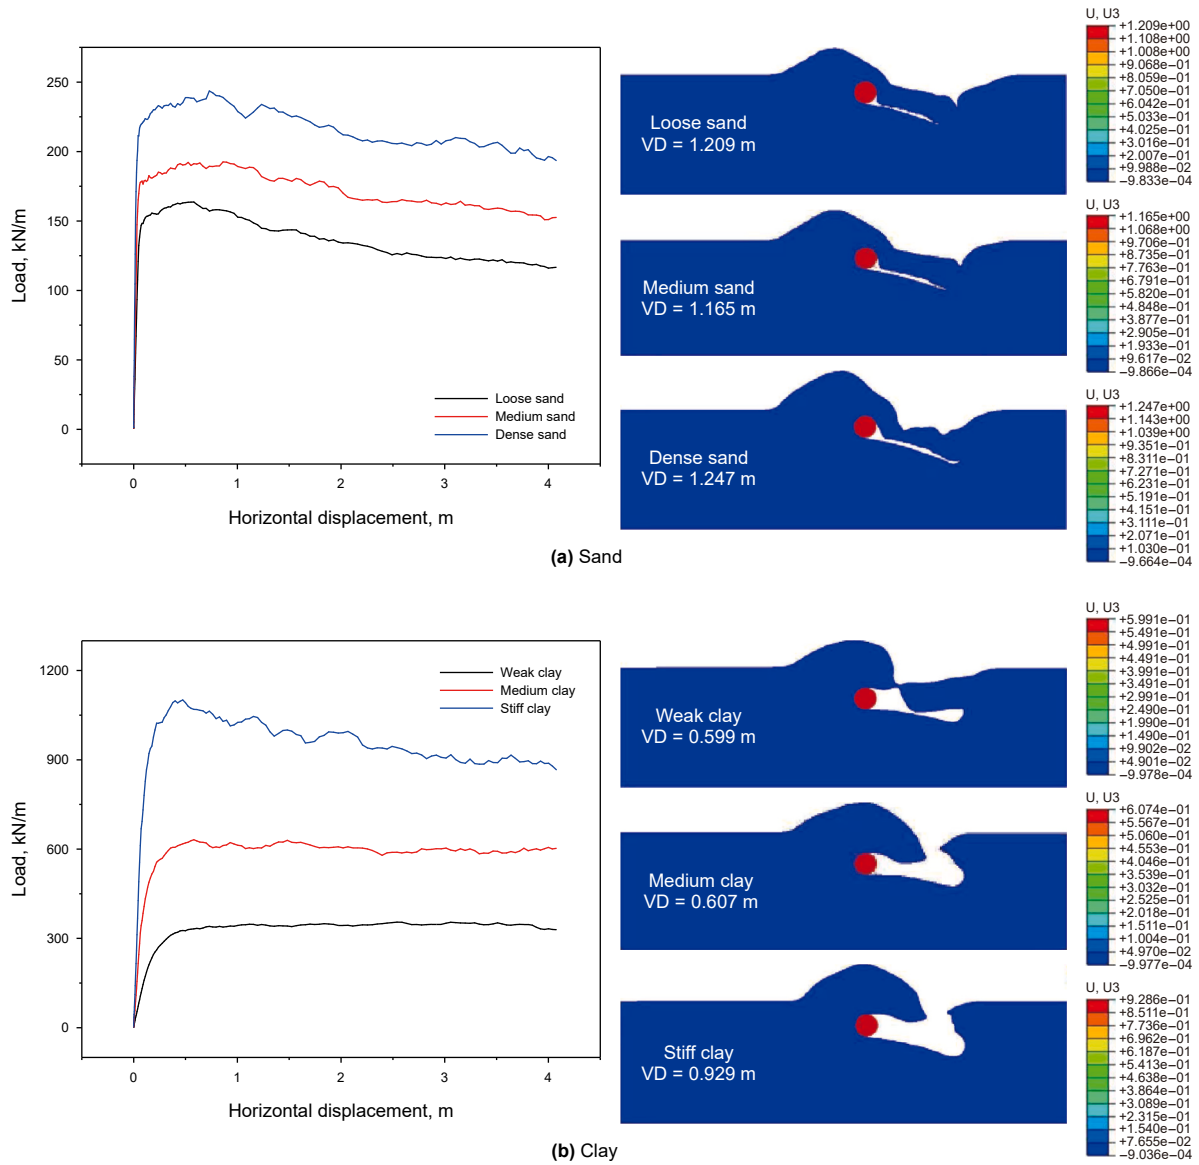 250
200
150
100
50
0
Load, kN/m
Loose sand
Medium sand
Dense sand
0 1 2 3 4
Horizontal displacement, m
Loose sand
VD = 1.209 m
Medium sand
VD = 1.165 m
Dense sand
VD = 1.247 m
U, U3
+1.209e+00
+1.108e+00
+1.008e+00
+9.068e−01
+8.059e−01
+7.050e−01
+6.042e−01
+5.033e−01
+4.025e−01
+3.016e−01
+2.007e−01
+9.988e−02
−9.833e−04
U, U3
+1.165e+00
+1.068e+00
+9.706e−01
+8.735e−01
+7.763e−01
+6.791e−01
+5.820e−01
+4.848e−01
+3.877e−01
+2.905e−01
+1.933e−01
+9.617e−02
−9.866e−04
U, U3
+1.247e+00
+1.143e+00
+1.039e+00
+9.351e−01
+8.311e−01
+7.271e−01
+6.231e−01
+5.191e−01
+4.151e−01
+3.111e−01
+2.071e−01
+1.030e−01
−9.664e−04
(a) Sand
1200
900
600
300
0
Load, kN/m
Weak clay
Medium clay
Stiff clay
0 1 2 3 4
Horizontal displacement, m
Weak clay
VD = 0.599 m
Medium clay
VD = 0.607 m
Stiff clay
VD = 0.929 m
U, U3
+5.991e−01
+5.491e−01
+4.991e−01
+4.491e−01
+3.991e−01
+3.491e−01
+2.991e−01
+2.490e−01
+1.990e−01
+1.490e−01
+9.902e−02
+4.901e−02
−9.978e−04
U, U3
+6.074e−01
+5.567e−01
+5.060e−01
+4.553e−01
+4.046e−01
+3.539e−01
+3.032e−01
+2.525e−01
+2.018e−01
+1.511e−01
+1.004e−01
+4.970e−02
−9.977e−04
U, U3
+9.286e−01
+8.511e−01
+7.736e−01
+6.962e−01
+6.187e−01
+5.413e−01
+4.638e−01
+3.864e−01
+3.089e−01
+2.315e−01
+1.540e−01
+7.655e−02
−9.036e−04
(b) Clay